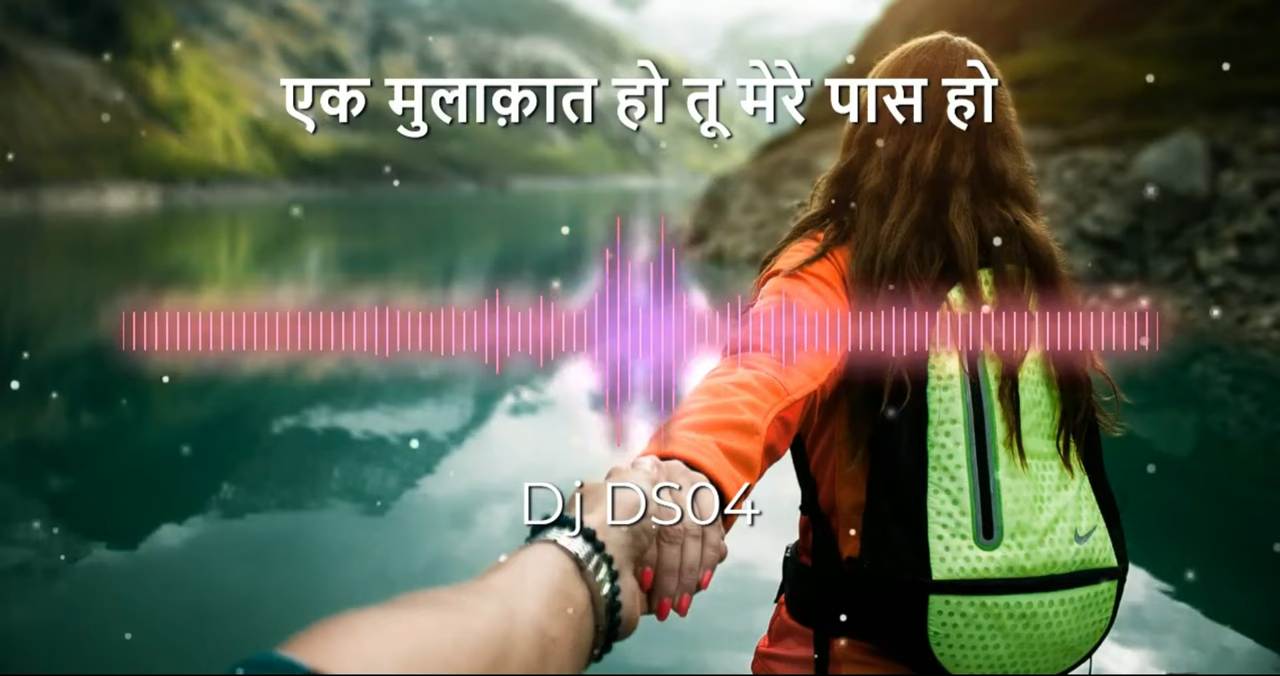 एक मुलाक़ात हो तू मेरे पास हो
Dj DS04